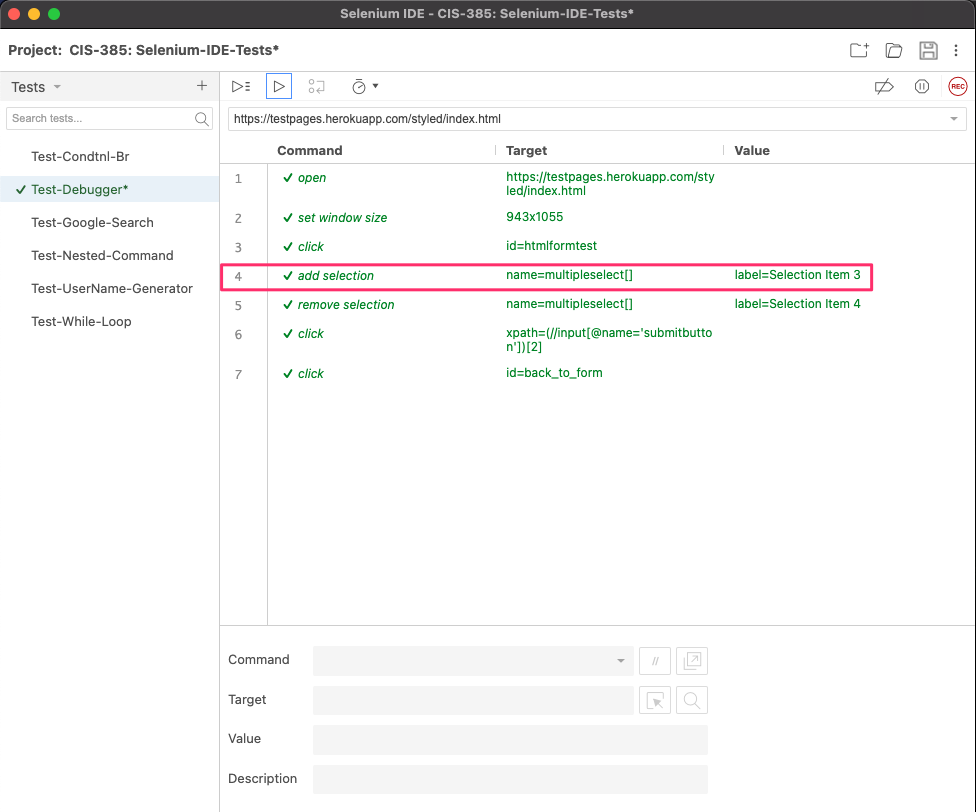 Selenium IDE - CIS-385: Selenium-IDE-Tests*
Project: CIS-385: Selenium-IDE-Tests*
Tests
REC
Search tests...
https://testpages.herokuapp.com/styled/index.html
Test-Condtnl-Br
Test-Debugger*
Test-Google-Search
Test-Nested-Command
Test-UserName-Generator
Test-While-Loop
Command Target Value
1 open https://testpages.herokuapp.com/sty
led/index.html
2 set window size 943x1055
3 click id=htmlformtest
4 add selection name=multipleselect[] label=Selection Item 3
5 remove selection name=multipleselect[] label=Selection Item 4
6 click xpath=(//input[@name='submitbutto
n'])[2]
7 click id=back_to_form
Command //
Target
Value
Description